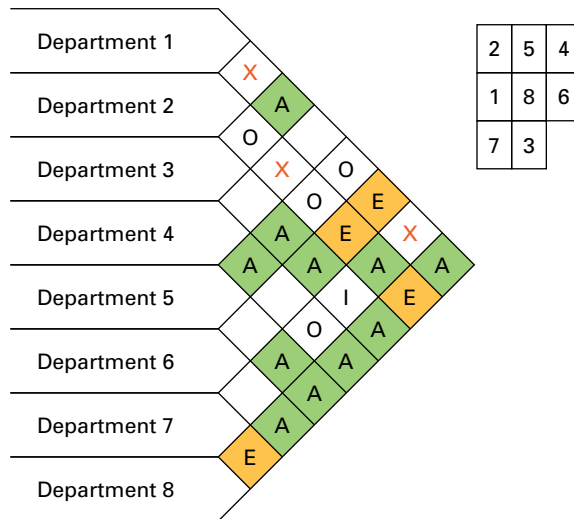 Department 1
X
Department 2 A
O
Department 3 X O
O E
Department 4 A E X
A A A A
Department 5 I E
O A
Department 6 A A
A
Department 7 A
E
Department 8
2 5 4
1 8 6
7 3